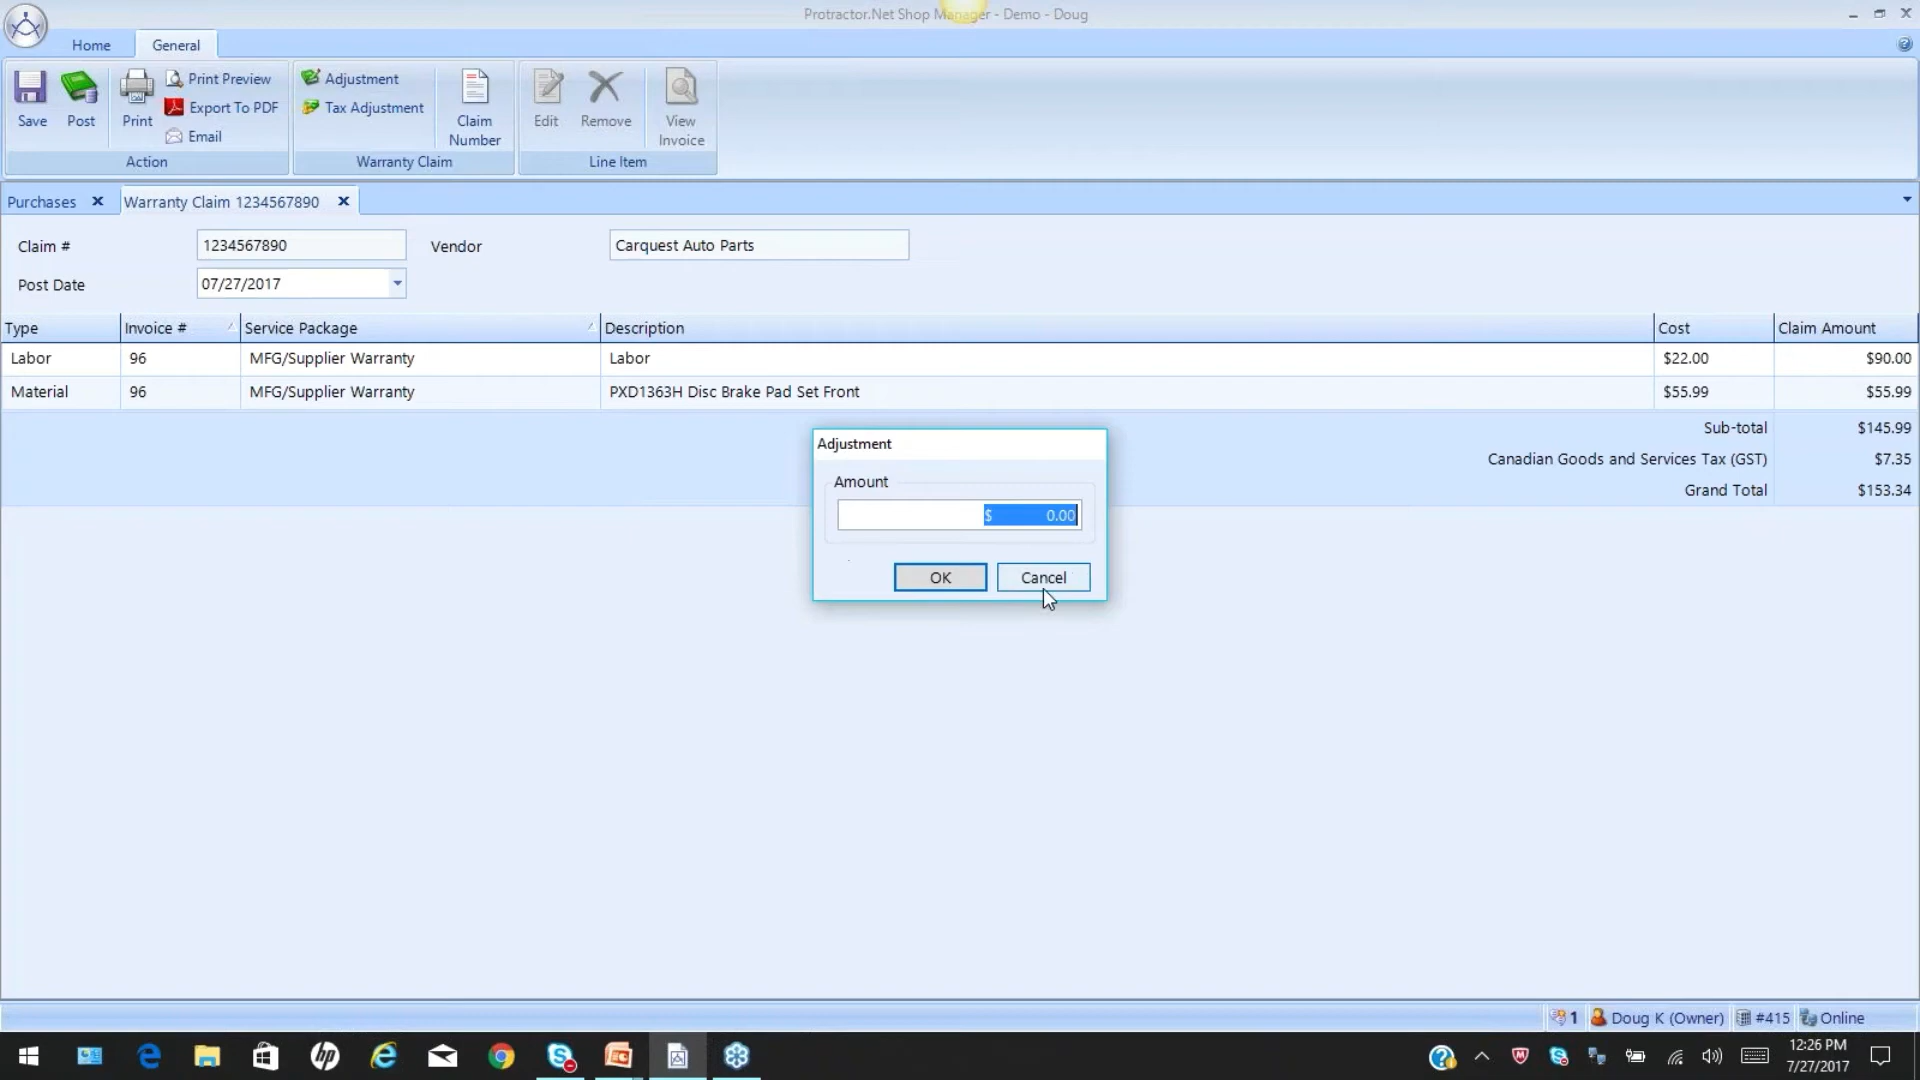 Protractor.Net Shop Manager - Demo - Doug
Home
General
Save
Post
Print
Print Preview
Export To PDF
Email
Action
Adjustment
Tax Adjustment
Claim Number
Warranty Claim
Edit
Remove
View Invoice
Line Item
Purchases
Warranty Claim 1234567890
Claim #
1234567890
Vendor
Carquest Auto Parts
Post Date
07/27/2017
Type Invoice # Service Package Description Cost Claim Amount
Labor 96 MFG/Supplier Warranty Labor $22.00 $90.00
Material 96 MFG/Supplier Warranty PXD1363H Disc Brake Pad Set Front $55.99 $55.99
Sub-total $145.99
Canadian Goods and Services Tax (GST) $7.35
Grand Total $153.34
Adjustment
Amount
$ 0.00
OK
Cancel
1 Doug K (Owner) #415 Online
12:26 PM
7/27/2017